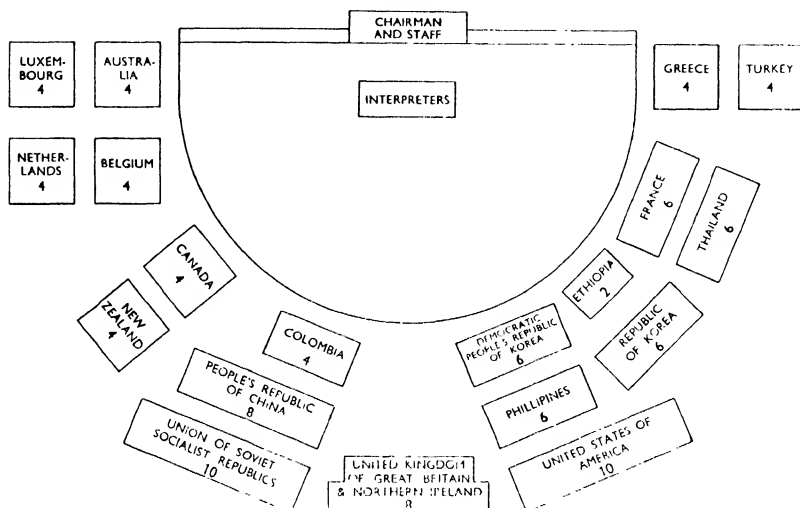 CHAIRMAN
AND STAFF
INTERPRETERS
LUXEM-
BOURG
4
AUSTRA-
LIA
4
GREECE
4
TURKEY
4
NETHER-
LANDS
4
BELGIUM
4
FRANCE
6
THAILAND
6
CANADA
4
ETHIOPIA
2
NEW
ZEALAND
4
COLOMBIA
4
DEMOCRATIC
PEOPLE'S REPUBLIC
OF KOREA
6
REPUBLIC
OF KOREA
6
PEOPLE'S REPUBLIC
OF CHINA
8
PHILLIPINES
6
UNION OF SOVIET
SOCIALIST REPUBLICS
10
UNITED KINGDOM
OF GREAT BRITAIN
& NORTHERN IRELAND
8
UNITED STATES OF
AMERICA
10